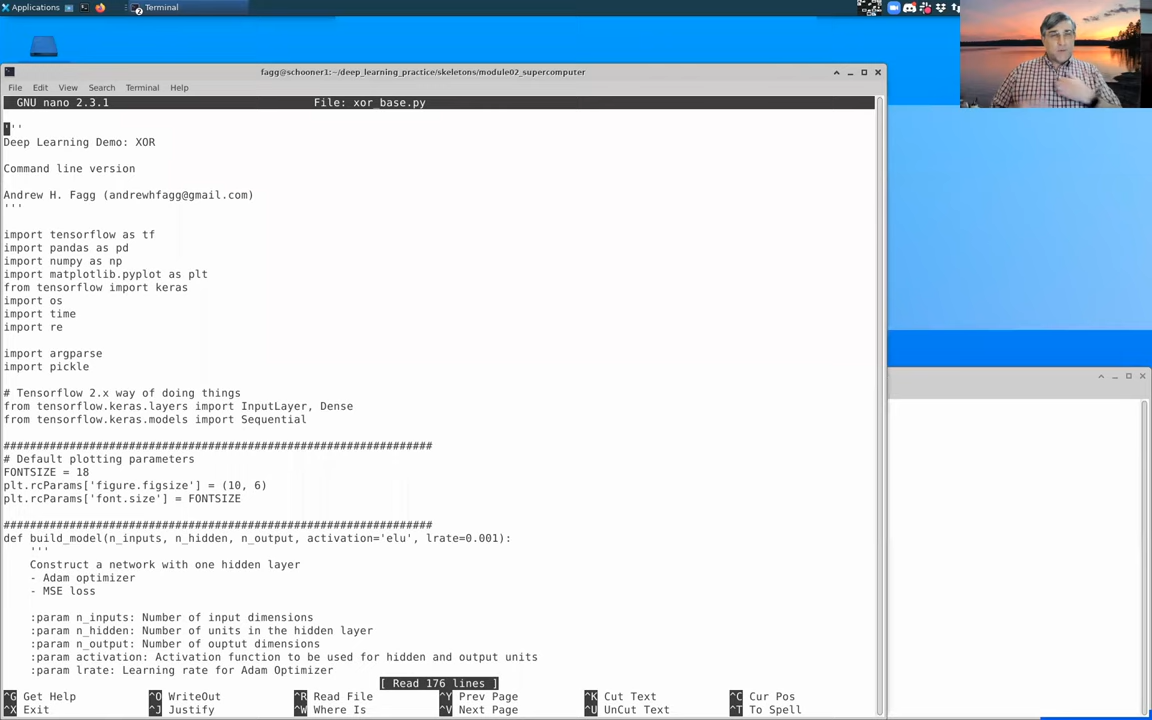 Applications
Terminal
fagg@schooner1:~/deep_learning_practice/skeletons/module02_supercomputer
File Edit View Search Terminal Help
GNU nano 2.3.1 File: xor_base.py
'''
Deep Learning Demo: XOR
Command line version
Andrew H. Fagg (andrewhfagg@gmail.com)
'''
import tensorflow as tf
import pandas as pd
import numpy as np
import matplotlib.pyplot as plt
from tensorflow import keras
import os
import time
import re
import argparse
import pickle
# Tensorflow 2.x way of doing things
from tensorflow.keras.layers import InputLayer, Dense
from tensorflow.keras.models import Sequential
#################################################################
# Default plotting parameters
FONTSIZE = 18
plt.rcParams['figure.figsize'] = (10, 6)
plt.rcParams['font.size'] = FONTSIZE
#################################################################
def build_model(n_inputs, n_hidden, n_output, activation='elu', lrate=0.001):
'''
Construct a network with one hidden layer
- Adam optimizer
- MSE loss
:param n_inputs: Number of input dimensions
:param n_hidden: Number of units in the hidden layer
:param n_output: Number of ouptut dimensions
:param activation: Activation function to be used for hidden and output units
:param lrate: Learning rate for Adam Optimizer
[ Read 176 lines ]
^G Get Help ^O WriteOut ^R Read File ^Y Prev Page ^K Cut Text ^C Cur Pos
^X Exit ^J Justify ^W Where Is ^V Next Page ^U UnCut Text ^T To Spell